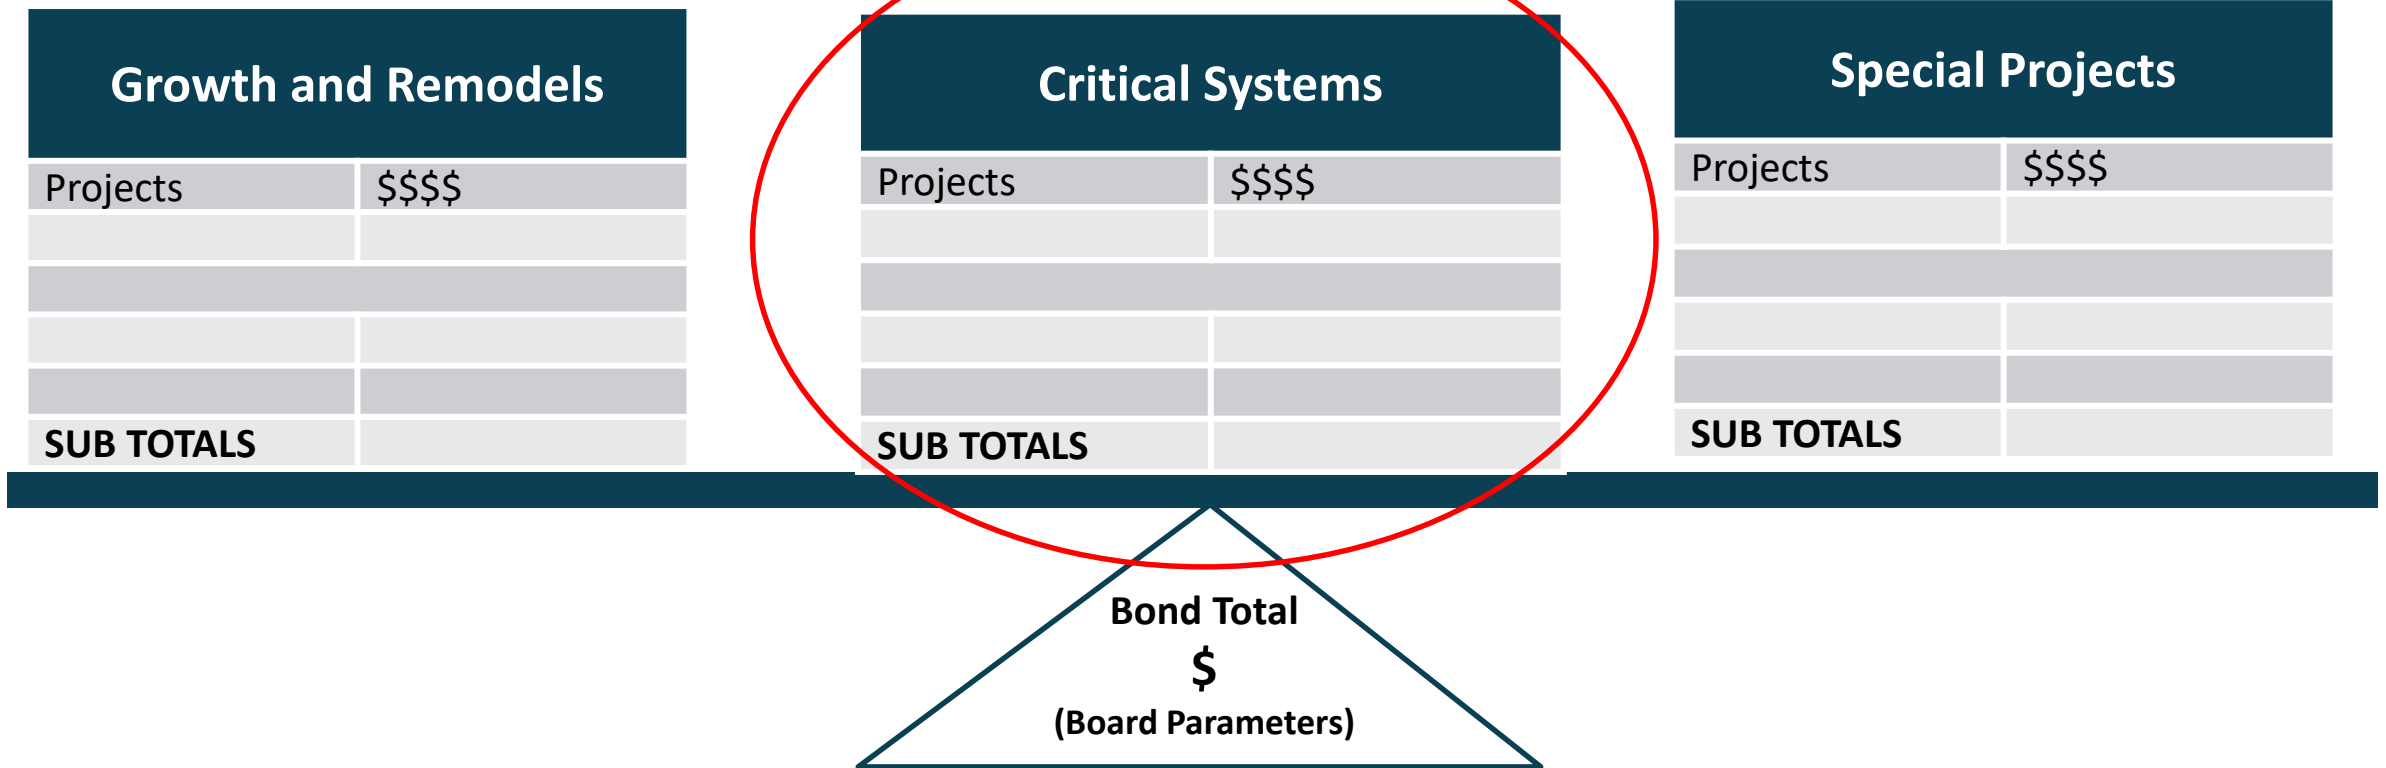 Growth and Remodels
Projects $$$$
SUB TOTALS
Critical Systems
Projects $$$$
SUB TOTALS
Special Projects
Projects $$$$
SUB TOTALS
Bond Total
$
(Board Parameters)